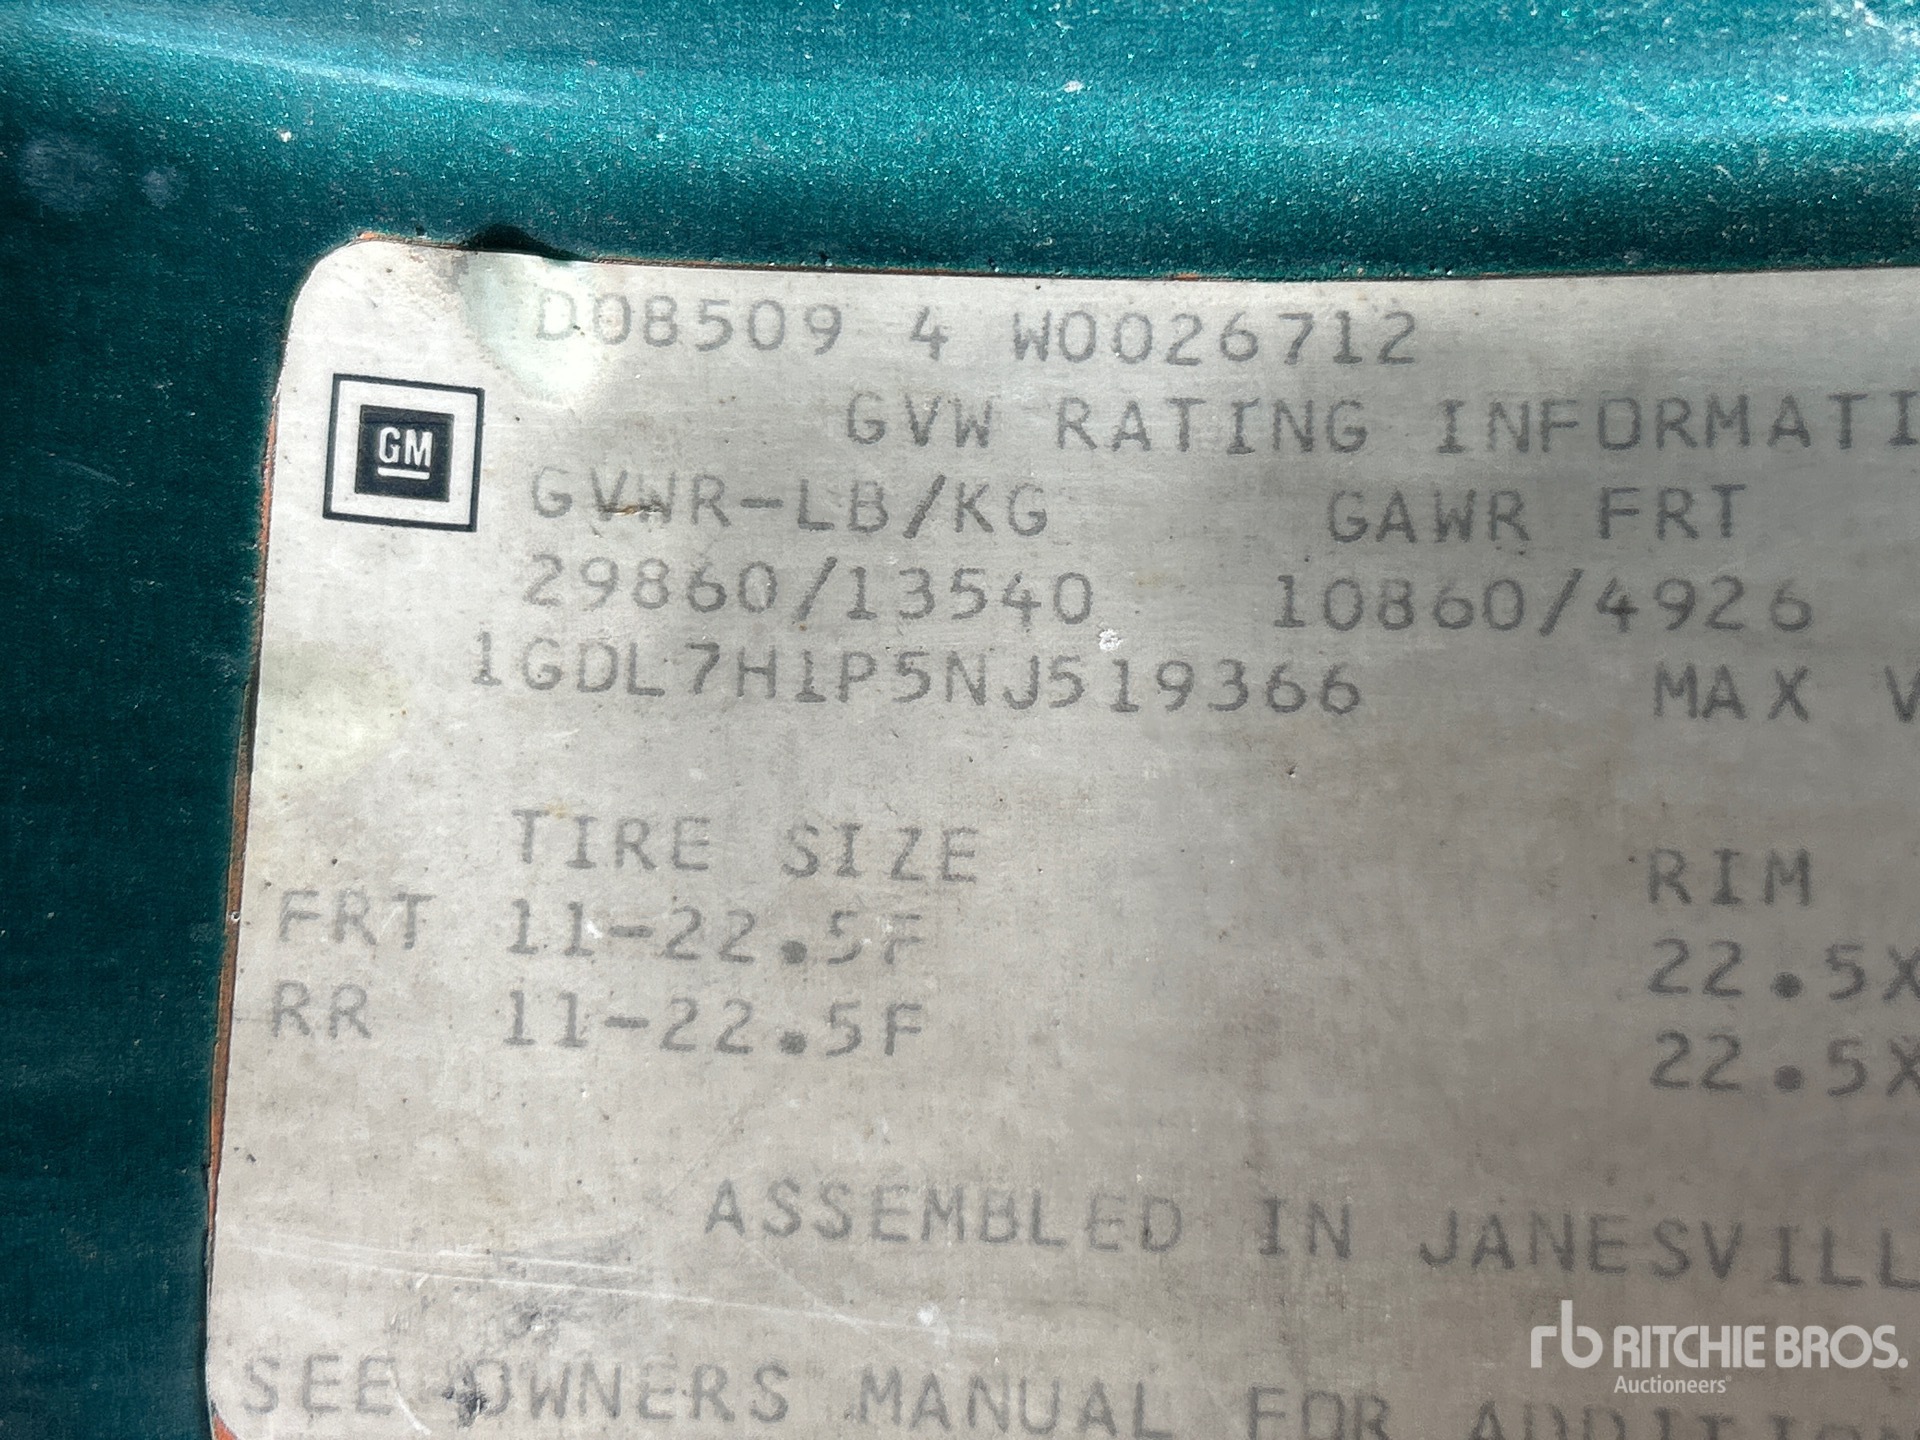 D08509 4 W0026712
GVW RATING INFORMATI
GM
GVWR-LB/KG GAWR FRT
29860/13540 10860/4926
1GDL7H1P5NJ519366 MAX V
TIRE SIZE RIM
FRT 11-22.5F 22.5X
RR 11-22.5F 22.5X
ASSEMBLED IN JANESVILL
SEE OWNERS MANUAL FOR ADDITION
rb RITCHIE BROS.
Auctioneers